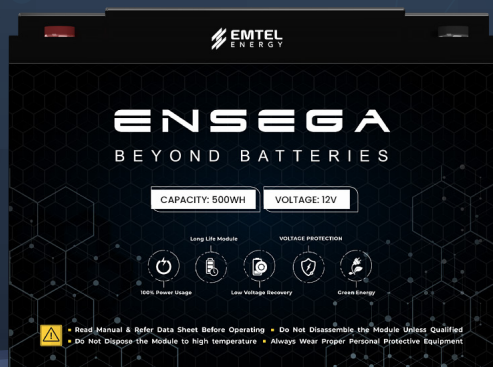 EMTEL
ENERGY
ENSEGA
BEYOND BATTERIES
CAPACITY: 500WH VOLTAGE: 12V
Long Life Module VOLTAGE PROTECTION
100% Power Usage Low Voltage Recovery Green Energy
Read Manual & Refer Data Sheet Before Operating ▪ Do Not Disassemble the Module Unless Qualified
▪ Do Not Dispose the Module to high temperature ▪ Always Wear Proper Personal Protective Equipment